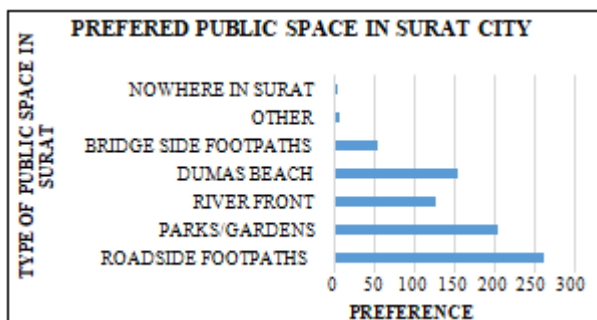 PREFERED PUBLIC SPACE IN SURAT CITY
TYPE OF PUBLIC SPACE IN
SURAT
NOWHERE IN SURAT
OTHER
BRIDGE SIDE FOOTPATHS
DUMAS BEACH
RIVER FRONT
PARKS/GARDENS
ROADSIDE FOOTPATHS
0 50 100 150 200 250 300
PREFERENCE